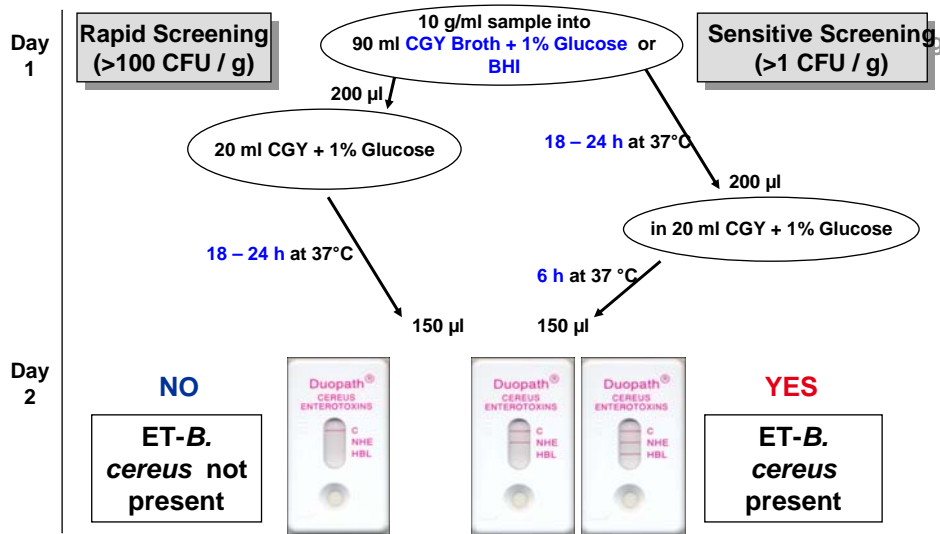 Day
1
Rapid Screening
(>100 CFU / g)
10 g/ml sample into
90 ml CGY Broth + 1% Glucose or
BHI
Sensitive Screening
(>1 CFU / g)
g
200 µl
20 ml CGY + 1% Glucose
18 – 24 h at 37°C
200 µl
in 20 ml CGY + 1% Glucose
18 – 24 h at 37°C
6 h at 37 °C
150 µl
150 µl
Day
2
NO
ET-B.
cereus not
present
Duopath®
CEREUS
ENTEROTOXINS
C
NHE
HBL
Duopath®
CEREUS
ENTEROTOXINS
C
NHE
HBL
Duopath®
CEREUS
ENTEROTOXINS
C
NHE
HBL
YES
ET-B.
cereus
present